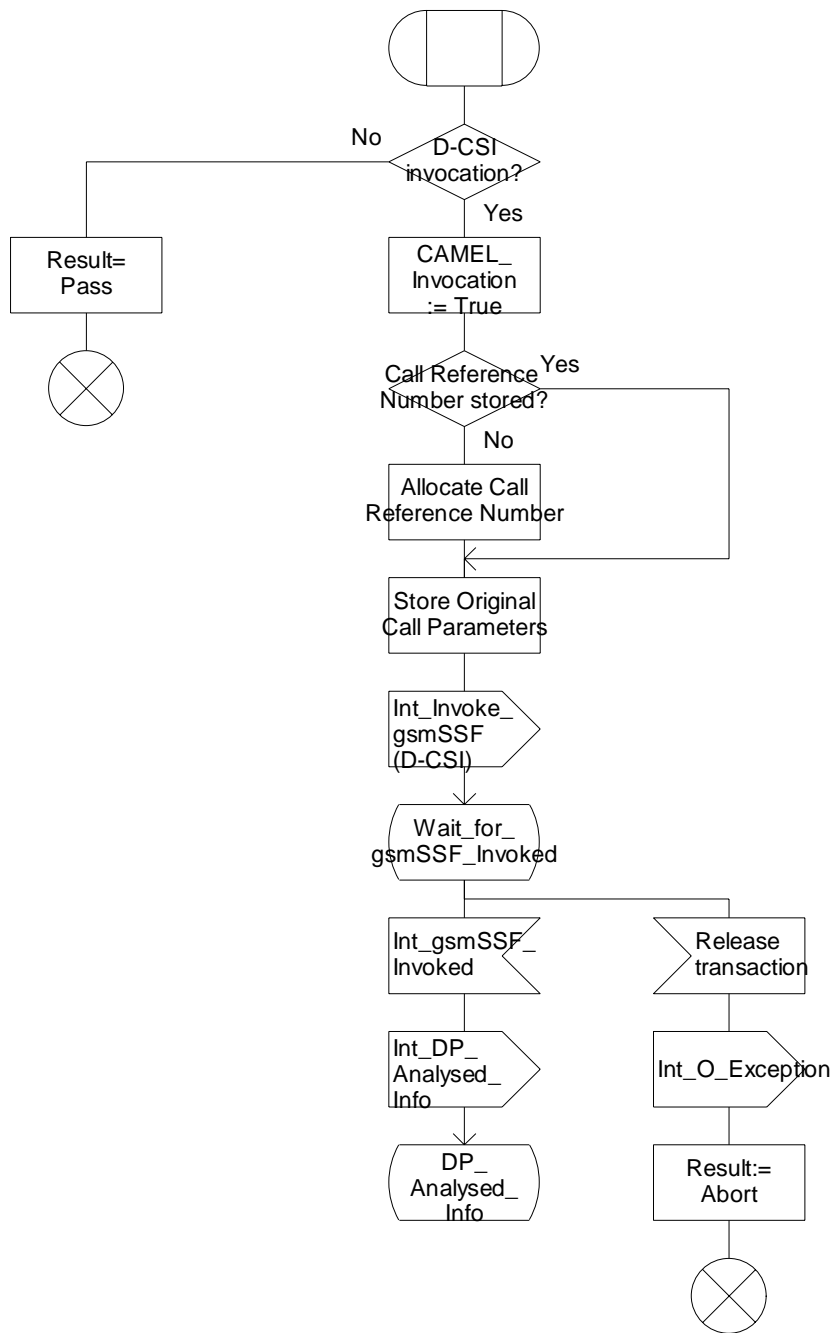 No
D-CSI
invocation?
Yes
Result=
Pass
CAMEL_
Invocation
:= True
Call Reference
Number stored?
Yes
No
Allocate Call
Reference Number
Store Original
Call Parameters
Int_Invoke_
gsmSSF
(D-CSI)
Wait_for_
gsmSSF_Invoked
Int_gsmSSF_
Invoked
Release
transaction
Int_DP_
Analysed_
Info
Int_O_Exception
DP_
Analysed_
Info
Result:=
Abort